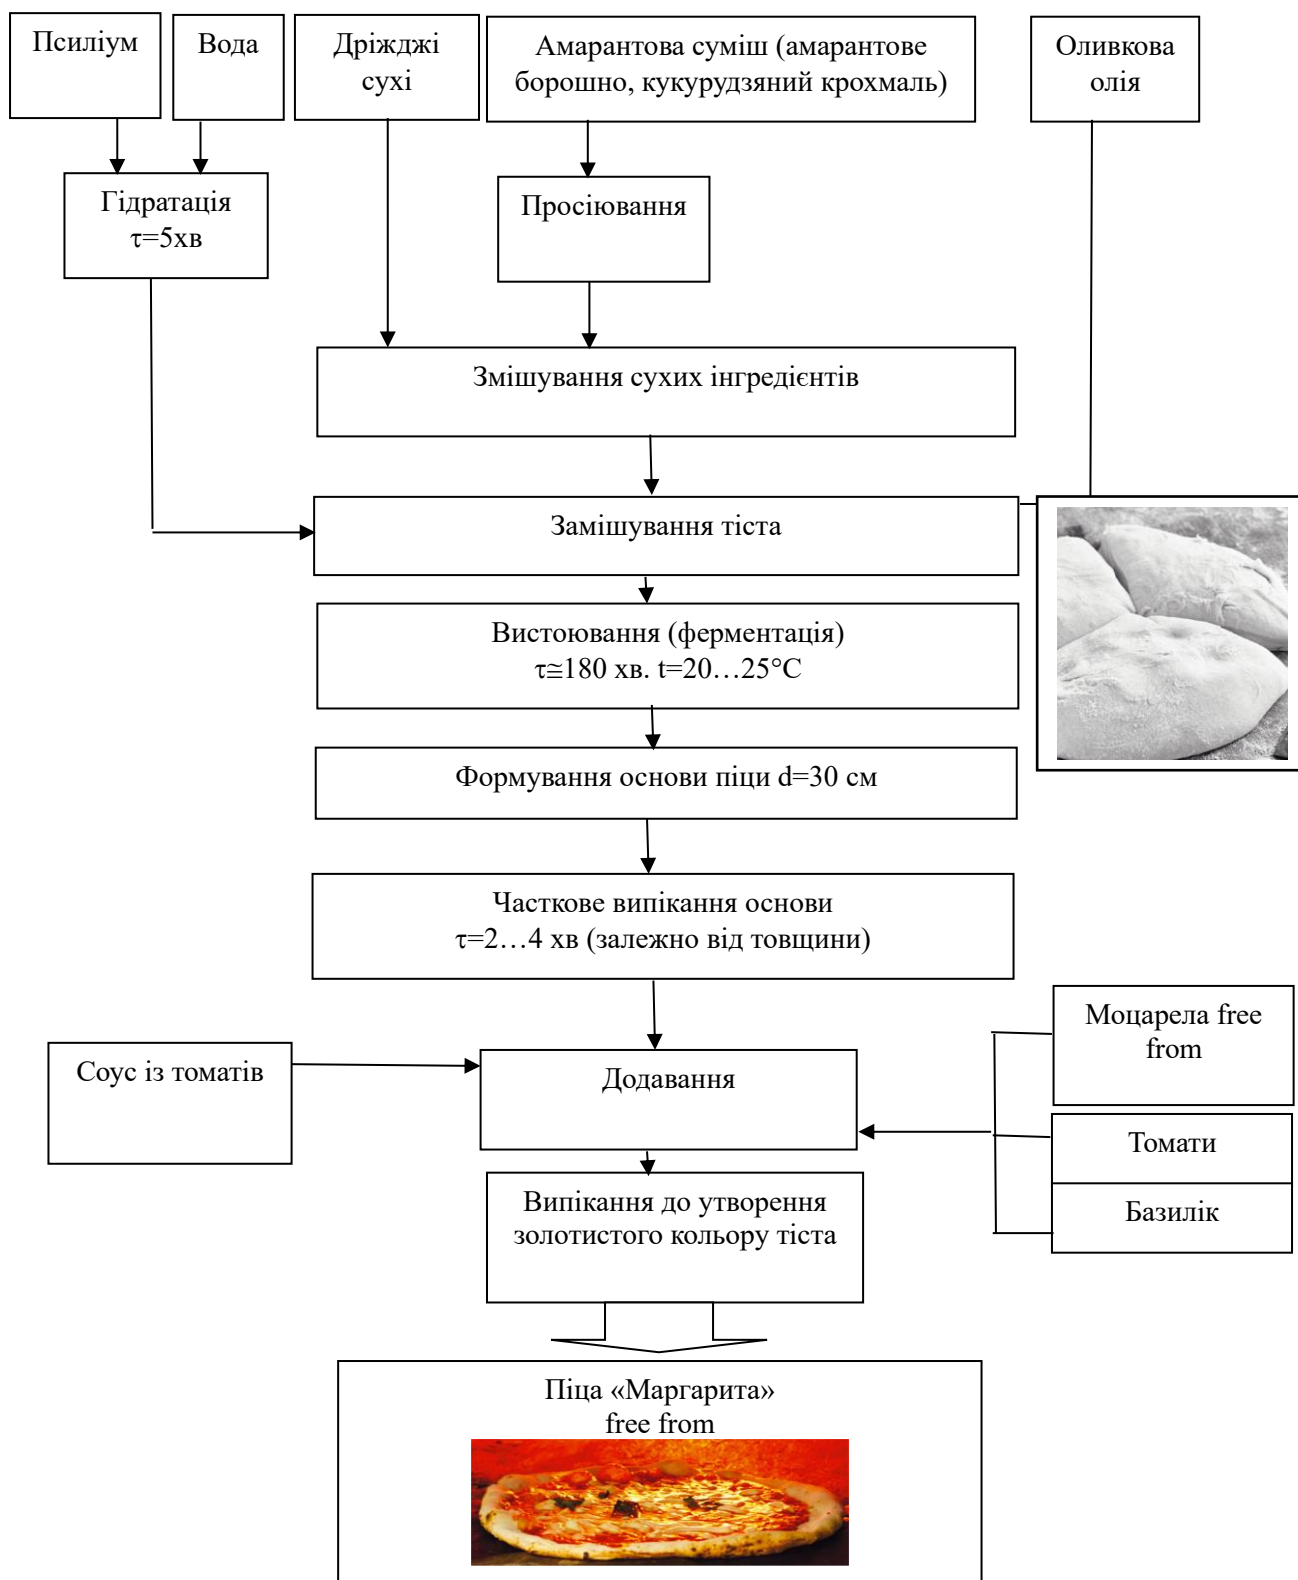 Псиліум
Вода
Дріжджі
сухі
Амарантова суміш (амарантове
борошно, кукурудзяний крохмаль)
Оливкова
олія
Гідратація
τ=5хв
Просіювання
Змішування сухих інгредієнтів
Замішування тіста
Вистоювання (ферментація)
τ≅180 хв. t=20…25°С
Формування основи піци d=30 см
Часткове випікання основи
τ=2…4 хв (залежно від товщини)
Соус із томатів
Додавання
Моцарела free
from
Томати
Базилік
Випікання до утворення
золотистого кольору тіста
Піца «Маргарита»
free from